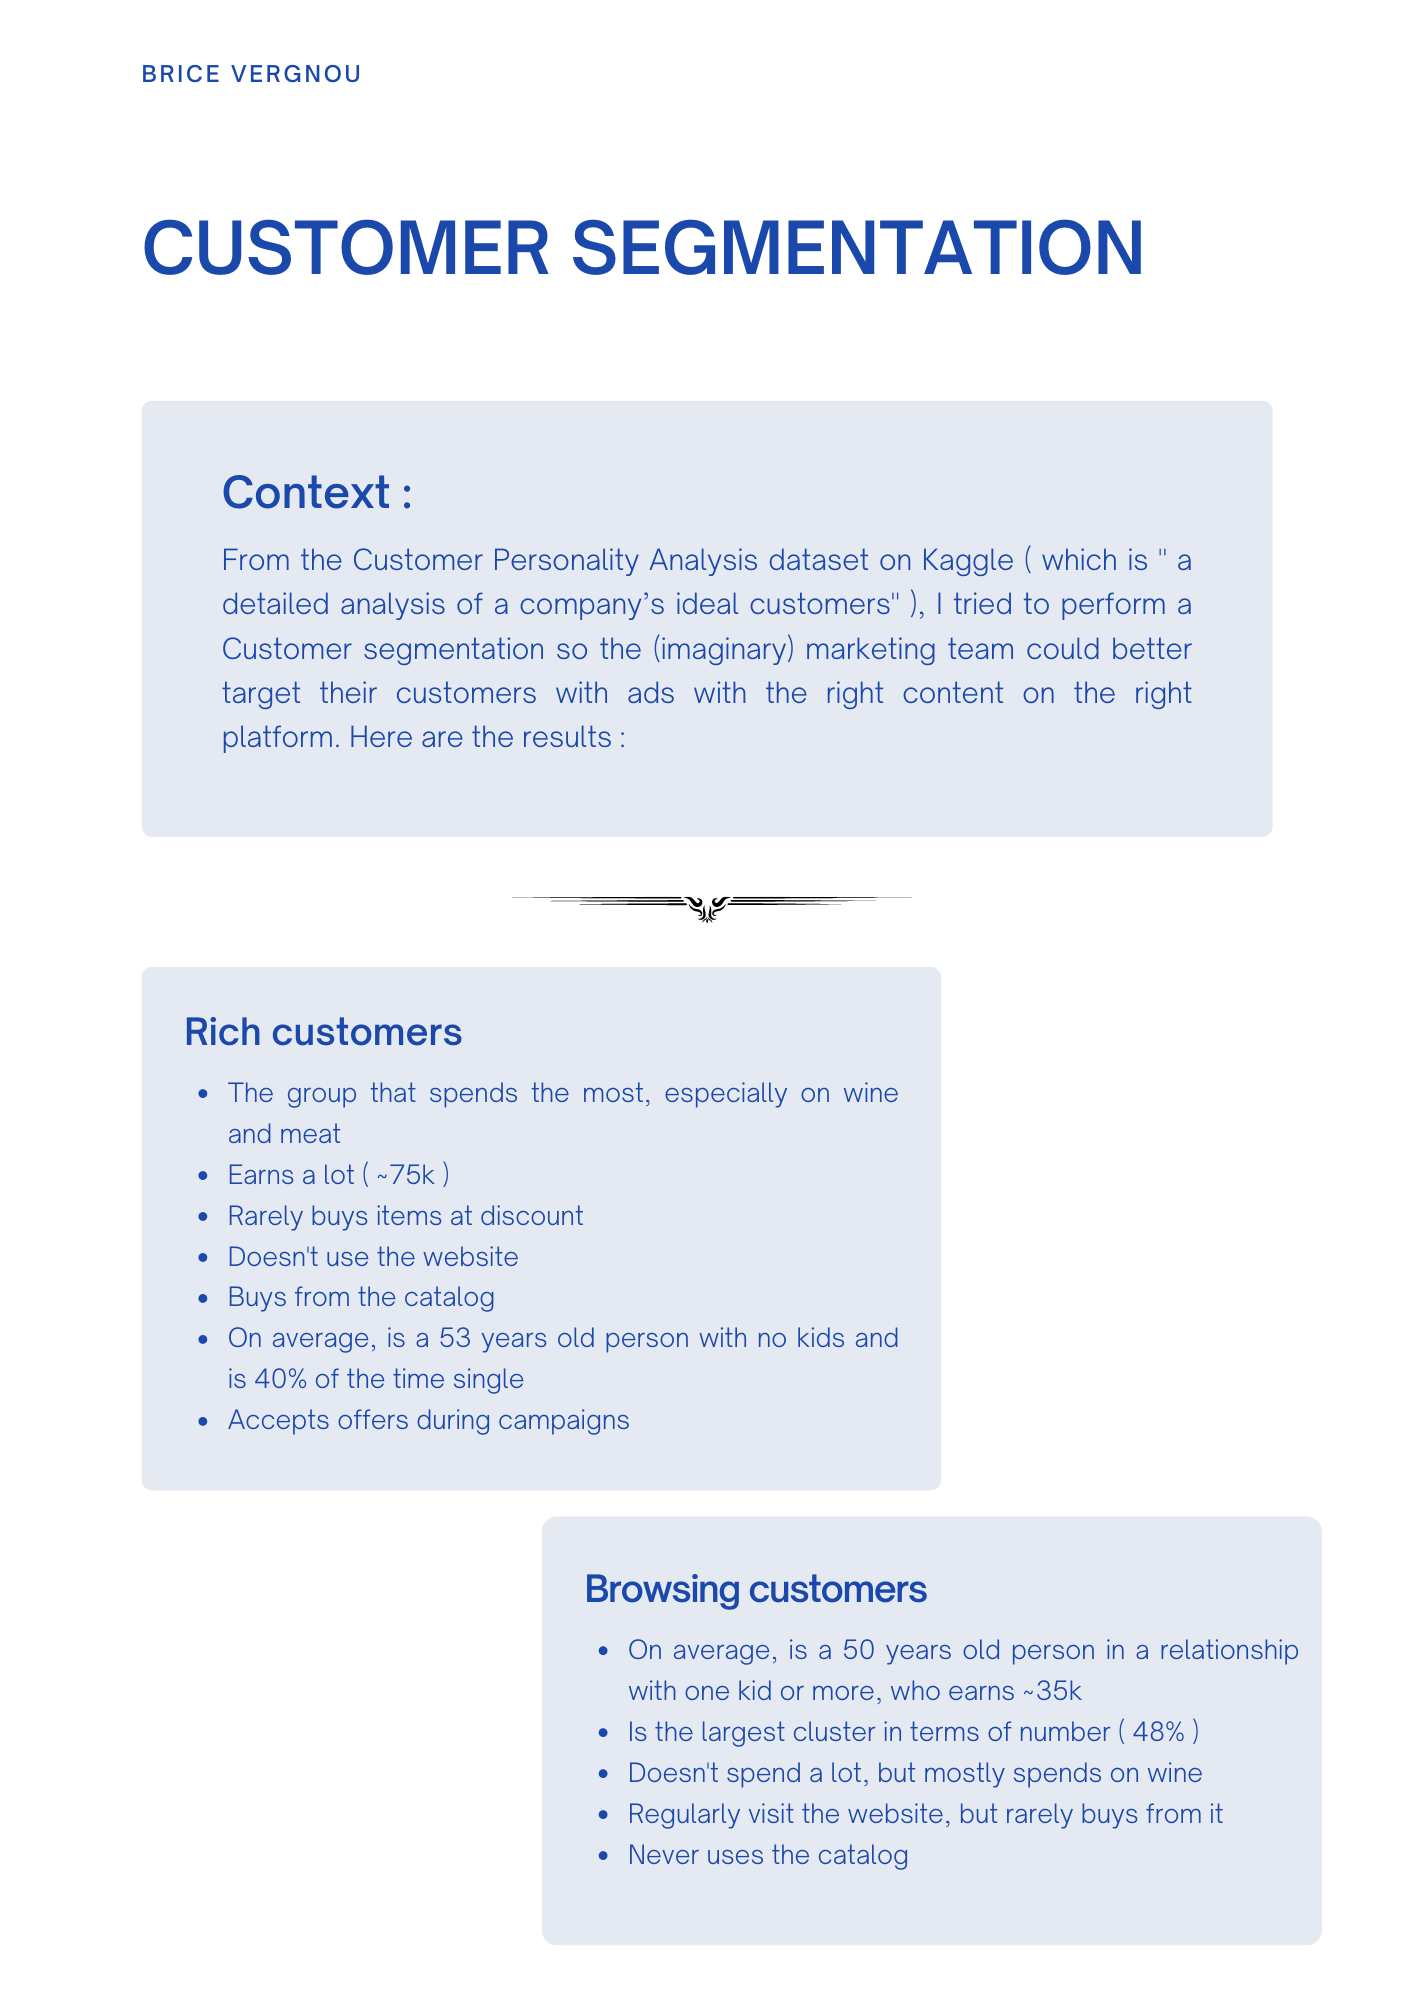 BRICE VERGNOU
CUSTOMER SEGMENTATION
Context :
From the Customer Personality Analysis dataset on Kaggle ( which is " a
detailed analysis of a company's ideal customers" ), I tried to perform a
Customer segmentation so the (imaginary) marketing team could better
target their customers with ads with the right content on the right
platform. Here are the results :
Rich customers
• The group that spends the most, especially on wine
and meat
• Earns a lot ( ~75k )
• Rarely buys items at discount
• Doesn't use the website
• Buys from the catalog
• On average, is a 53 years old person with no kids and
is 40% of the time single
• Accepts offers during campaigns
Browsing customers
• On average, is a 50 years old person in a relationship
with one kid or more, who earns ~35k
• Is the largest cluster in terms of number ( 48% )
• Doesn't spend a lot, but mostly spends on wine
• Regularly visit the website, but rarely buys from it
• Never uses the catalog